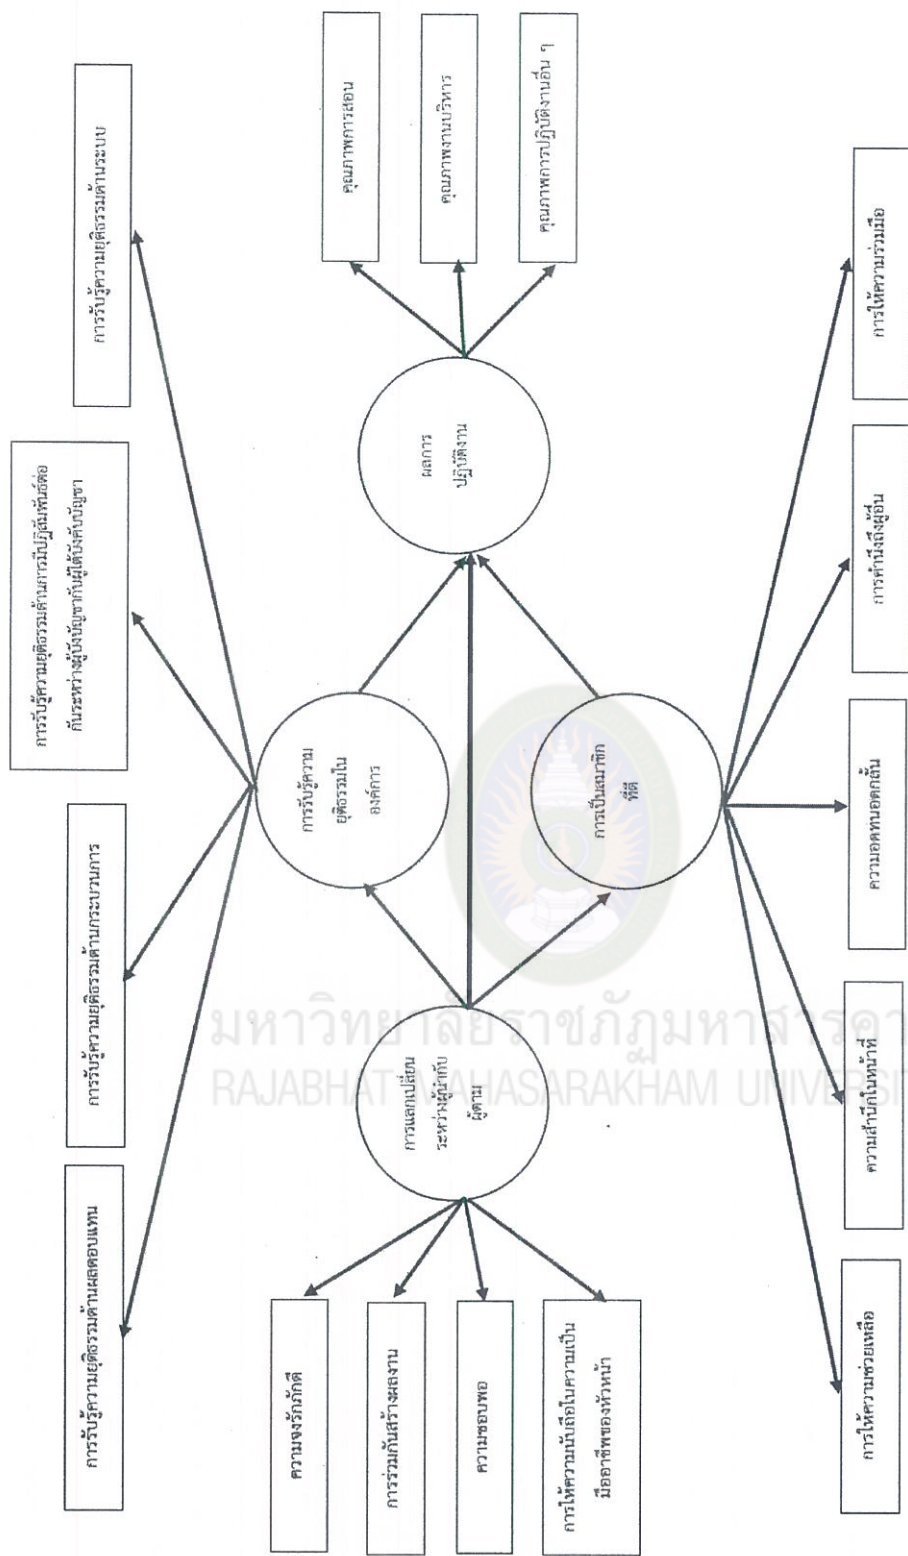 การรับรู้ความยุติธรรมด้านผลตอบแทน
การรับรู้ความยุติธรรมด้านกระบวนการ
การรับรู้ความยุติธรรมด้านการมีปฏิสัมพันธ์ต่อ
กันระหว่างผู้บังบัญชากับผู้ใต้บังคับบัญชา
การรับรู้ความยุติธรรมด้านระบบ
ความจงรักภักดี
การร่วมกันสร้างผลงาน
ความชอบพอ
การให้ความนับถือในความเป็น
มืออาชีพของหัวหน้า
การแลกเปลี่ยน
ระหว่างผู้นำกับ
ผู้ตาม
การรับรู้ความ
ยุติธรรมใน
องค์การ
การเป็นสมาชิก
ที่ดี
ผลการ
ปฏิบัติงาน
คุณภาพการสอน
คุณภาพงานบริหาร
คุณภาพการปฏิบัติงานอื่น ๆ
การให้ความช่วยเหลือ
ความสำนึกในหน้าที่
ความอดทนอดกลั้น
การคำนึงถึงผู้อื่น
การให้ความร่วมมือ
มหาวิทยาลัยราชภัฏมหาสารคา
RAJABHAT MAHASARAKHAM UNIVERSIT